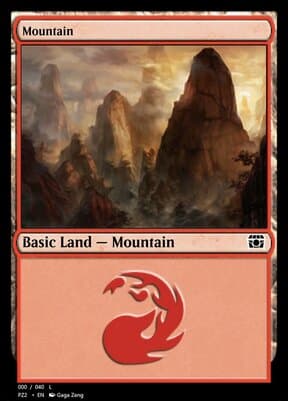 Mountain
Basic Land — Mountain
000 / 040 L
PZ2 • EN Gaga Zeng